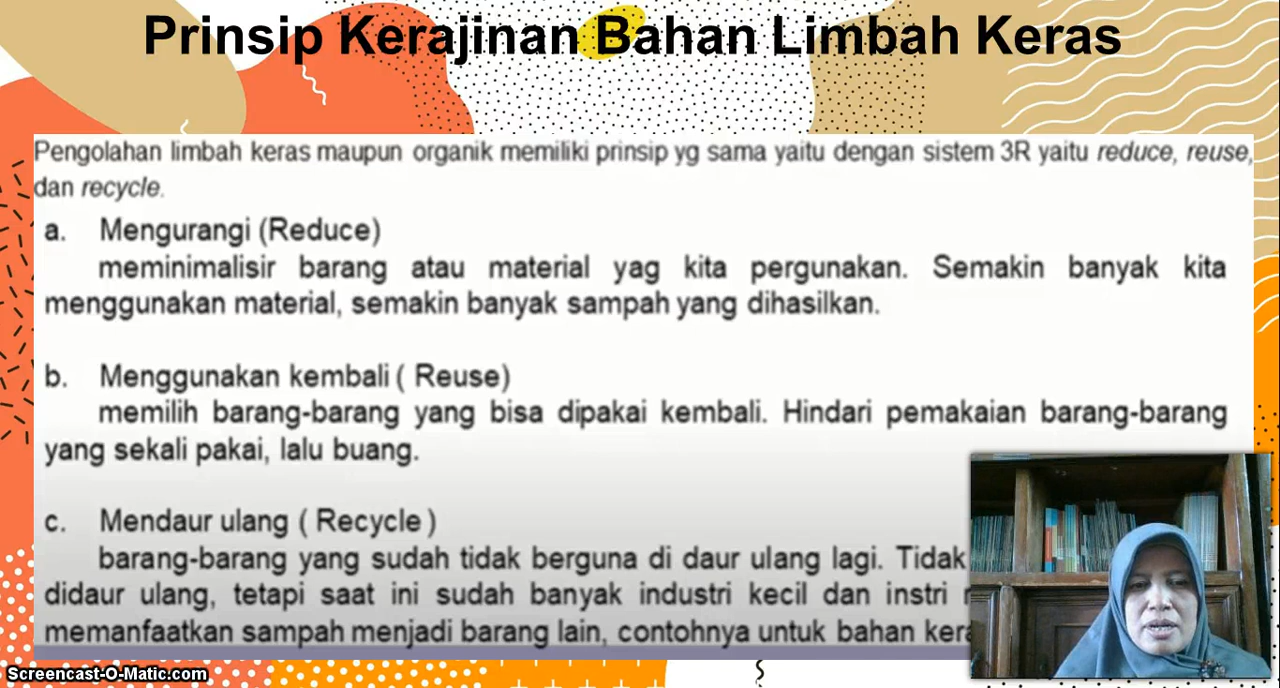 Prinsip Kerajinan Bahan Limbah Keras
Pengolahan limbah keras maupun organik memiliki prinsip yg sama yaitu dengan sistem 3R yaitu reduce, reuse,
dan recycle.
a. Mengurangi (Reduce)
meminimalisir barang atau material yag kita pergunakan. Semakin banyak kita
menggunakan material, semakin banyak sampah yang dihasilkan.
b. Menggunakan kembali ( Reuse)
memilih barang-barang yang bisa dipakai kembali. Hindari pemakaian barang-barang
yang sekali pakai, lalu buang.
c. Mendaur ulang ( Recycle )
barang-barang yang sudah tidak berguna di daur ulang lagi. Tidak
didaur ulang, tetapi saat ini sudah banyak industri kecil dan instri
memanfaatkan sampah menjadi barang lain, contohnya untuk bahan
Screencast-O-Matic.com